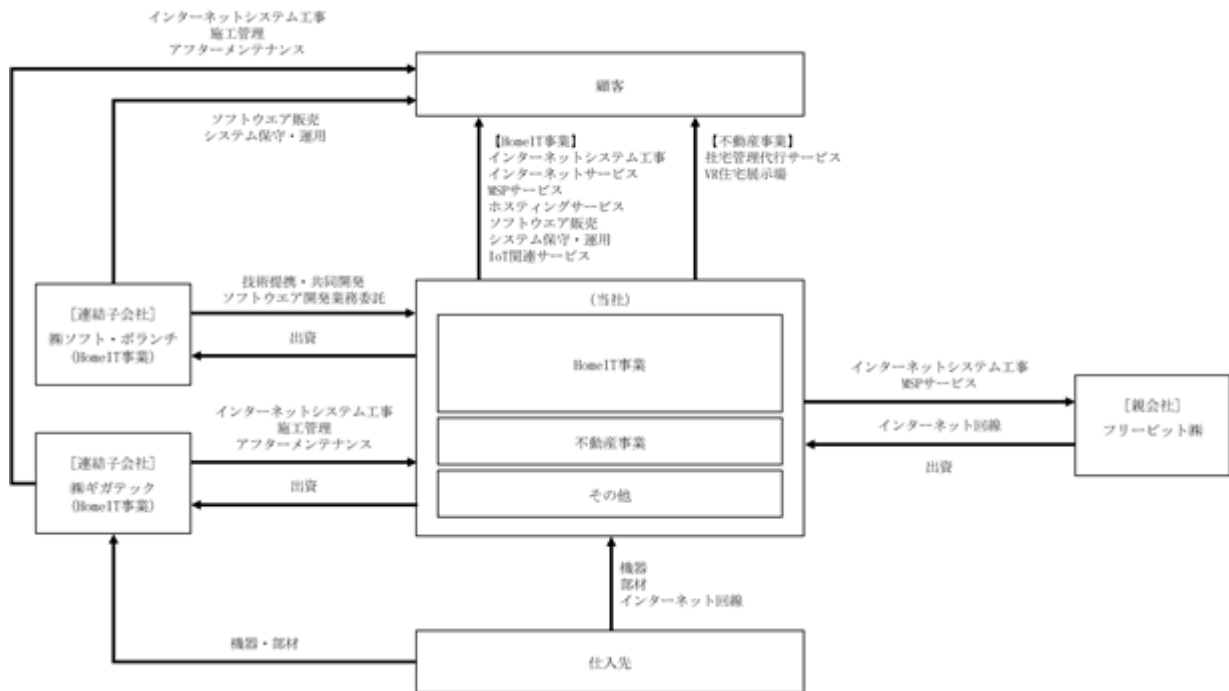 インターネットシステム工事
施工管理
アフターメンテナンス
顧客
ソフトウエア販売
システム保守・運用
【HomeIT事業】
インターネットシステム工事
インターネットサービス
MSPサービス
ホスティングサービス
ソフトウエア販売
システム保守・運用
IoT関連サービス
【不動産事業】
社宅管理代行サービス
VR住宅展示場
[連結子会社]
㈱ソフト・ボランチ
(HomeIT事業)
技術提携・共同開発
ソフトウエア開発業務委託
出資
(当社)
HomeIT事業
不動産事業
その他
インターネットシステム工事
MSPサービス
インターネット回線
出資
[親会社]
フリービット㈱
[連結子会社]
㈱ギガテック
(HomeIT事業)
インターネットシステム工事
施工管理
アフターメンテナンス
出資
機器
部材
インターネット回線
機器・部材
仕入先